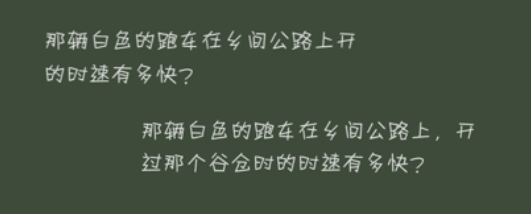 那辆白色的跑车在乡间公路上开
的时速有多快?
那辆白色的跑车在乡间公路上，开
过那个谷仓时的时速有多快?